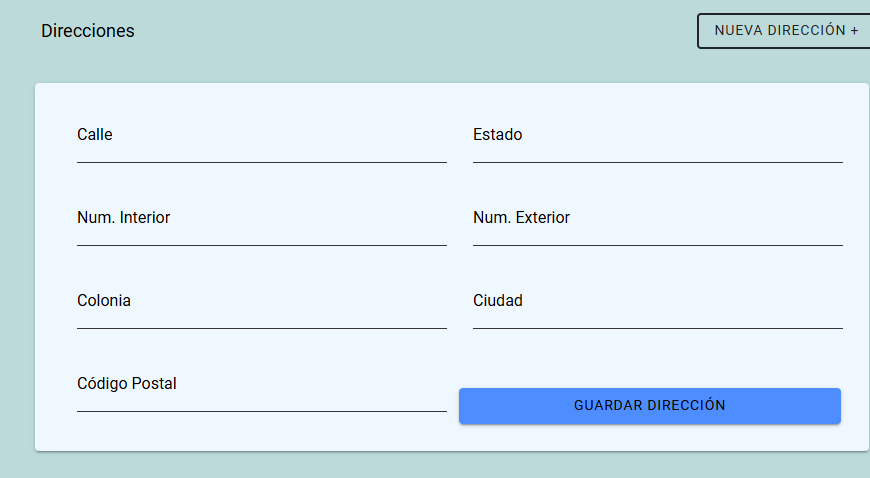 Direcciones
NUEVA DIRECCIÓN +
Calle
Estado
Num. Interior
Num. Exterior
Colonia
Ciudad
Código Postal
GUARDAR DIRECCIÓN